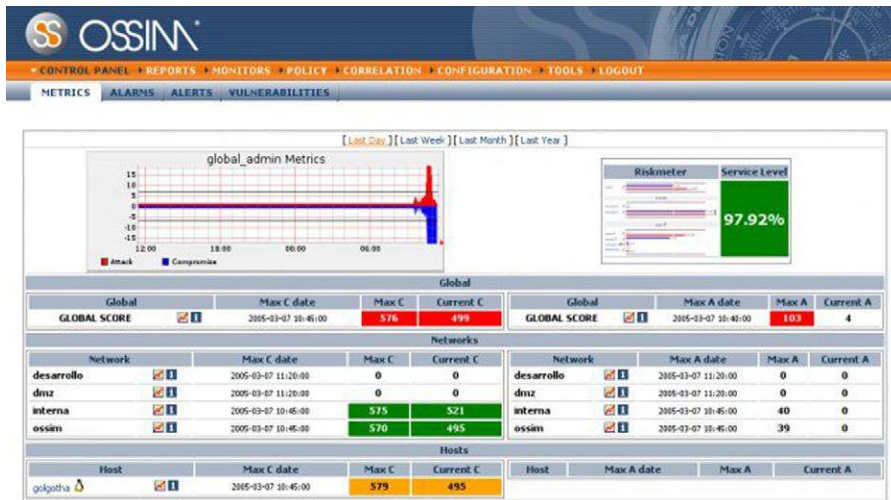 OSSIM
CONTROL PANEL REPORTS MONITORS POLICY CORRELATION CONFIGURATION TOOLS LOGOUT
METRICS ALARMS ALERTS VULNERABILITIES
[ Last Day ] [ Last Week ] [ Last Month ] [ Last Year ]
global_admin Metrics
15
10
5
0
-5
-10
-15
12:00 18:00 00:00 06:00
Attack Compromise
Riskmeter Service Level
97.92%
Global
Global Max C date Max C Current C Global Max A date Max A Current A
GLOBAL SCORE 2005-03-07 10:45:00 576 499 GLOBAL SCORE 2005-03-07 10:40:00 103 4
Networks
Network Max C date Max C Current C Network Max A date Max A Current A
desarrollo 2005-03-07 11:20:00 0 0 desarrollo 2005-03-07 11:20:00 0 0
dmz 2005-03-07 11:20:00 0 0 dmz 2005-03-07 11:20:00 0 0
interna 2005-03-07 10:45:00 575 521 interna 2005-03-07 10:45:00 40 0
ossim 2005-03-07 10:45:00 570 495 ossim 2005-03-07 10:45:00 39 0
Hosts
Host Max C date Max C Current C Host Max A date Max A Current A
golgotha 2005-03-07 10:45:00 579 495